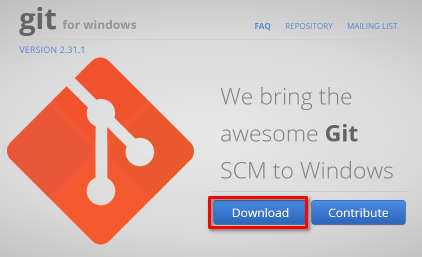 git for windows
FAQ REPOSITORY MAILING LIST
VERSION 2.31.1
We bring the
awesome Git
SCM to Windows
Download Contribute